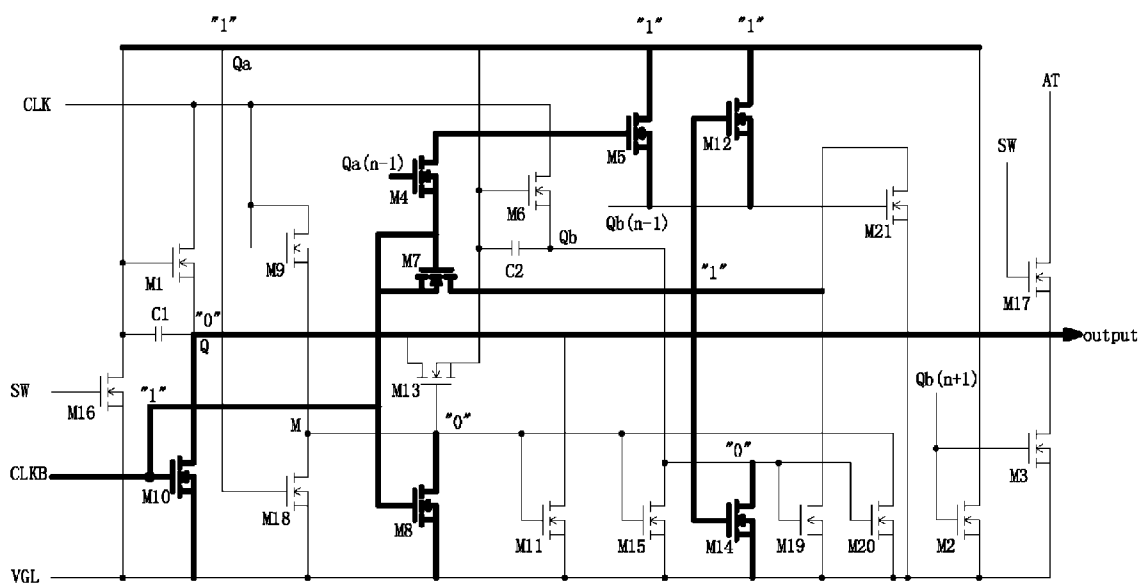 "1" "1" "1"
Qa
CLK AT
M5 M12 SW
Qa(n-1)
M4 M6 Qb(n-1) M21
M9 M7 Qb
M1 C2 "1" M17
C1 "0"
Q output
SW M16 "1" M13 Qb(n+1)
M "0" "0"
CLKB M10 M3
M18 M8 M11 M15 M14 M19 M20 M2
VGL